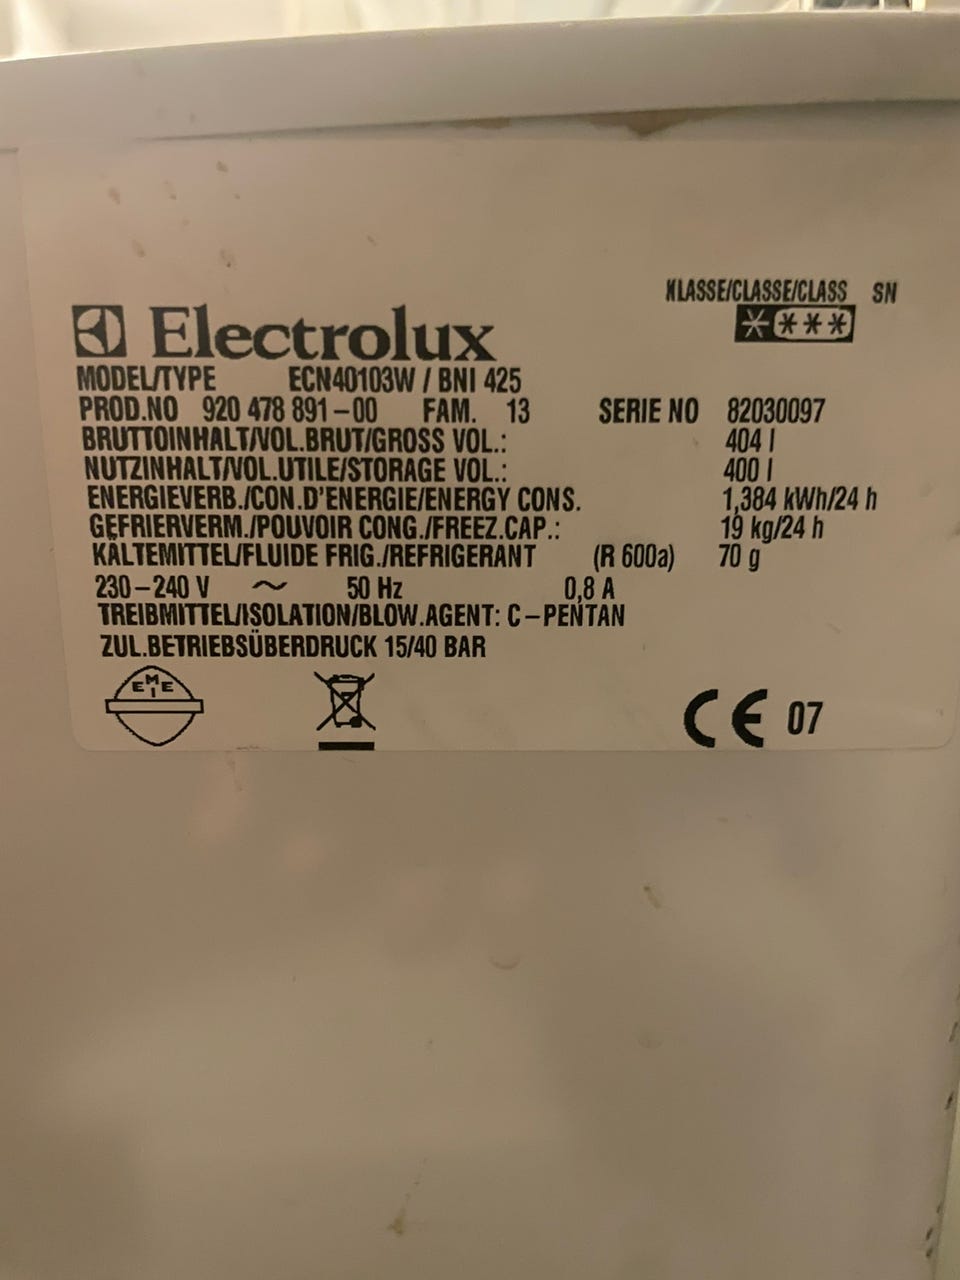 KLASSE/CLASSE/CLASS SN
Electrolux
MODEL/TYPE ECN40103W / BNI 425
PROD.NO 920 478 891-00 FAM. 13 SERIE NO 82030097
BRUTTOINHALT/VOL.BRUT/GROSS VOL.: 404 l
NUTZINHALT/VOL.UTILE/STORAGE VOL.: 400 l
ENERGIEVERB./CON.D'ENERGIE/ENERGY CONS. 1,384 kWh/24 h
GEFRIERVERM./POUVOIR CONG./FREEZ.CAP.: 19 kg/24 h
KÄLTEMITTEL/FLUIDE FRIG./REFRIGERANT (R 600a) 70 g
230-240 V ~ 50 Hz 0,8 A
TREIBMITTEL/ISOLATION/BLOW.AGENT: C-PENTAN
ZUL.BETRIEBSÜBERDRUCK 15/40 BAR
EMIE
CE 07